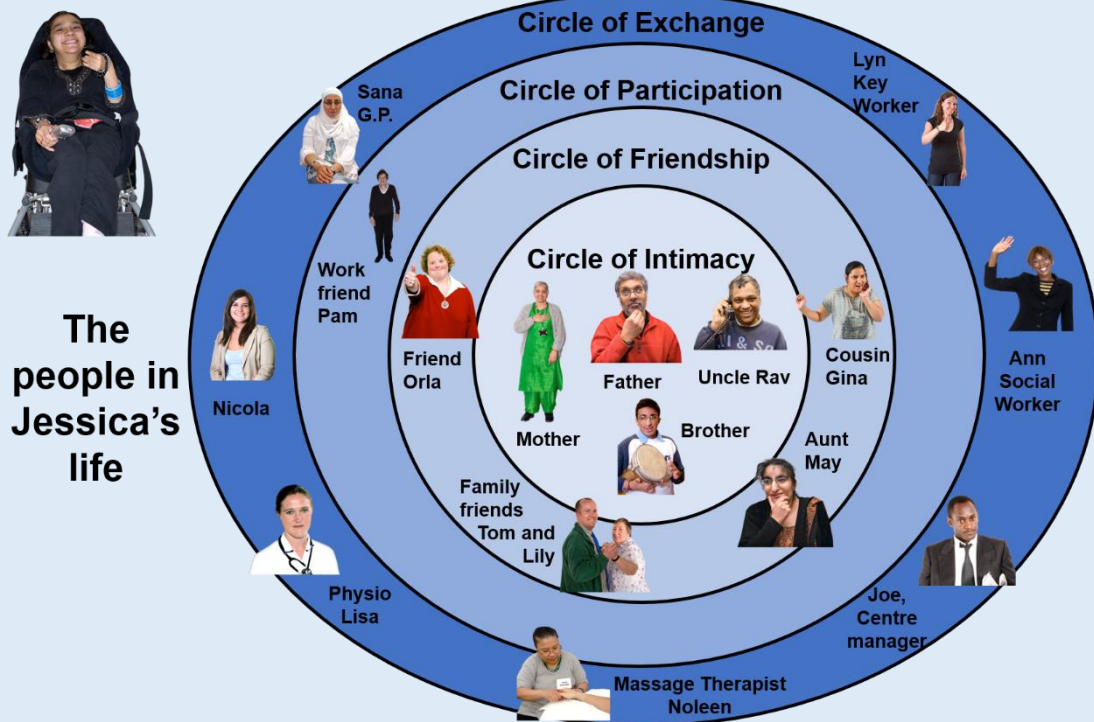 Circle of Exchange
Lyn
Key
Worker
Sana
G.P.
Circle of Participation
Circle of Friendship
Circle of Intimacy
Work
friend
Pam
The
people in
Jessica's
life
Nicola
Friend
Orla
Mother
Father
Uncle Rav
Brother
Cousin
Gina
Ann
Social
Worker
Aunt
May
Family
friends
Tom and
Lily
Physio
Lisa
Joe,
Centre
manager
Massage Therapist
Noleen